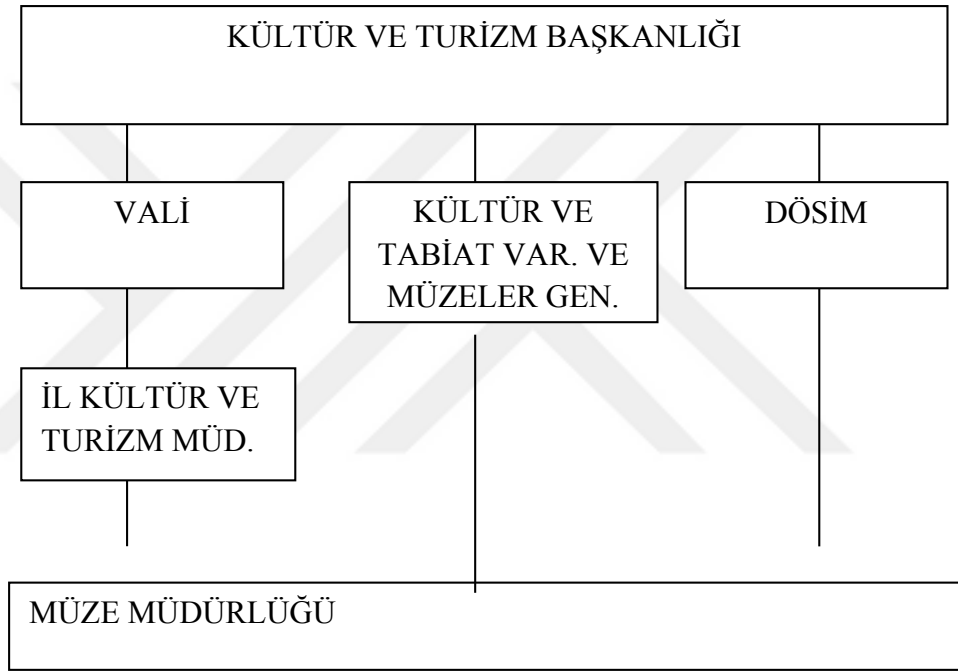 KÜLTÜR VE TURİZM BAŞKANLIĞI
VALİ
KÜLTÜR VE
TABİAT VAR. VE
MÜZELER GEN.
DÖSİM
İL KÜLTÜR VE
TURİZM MÜD.
MÜZE MÜDÜRLÜĞÜ